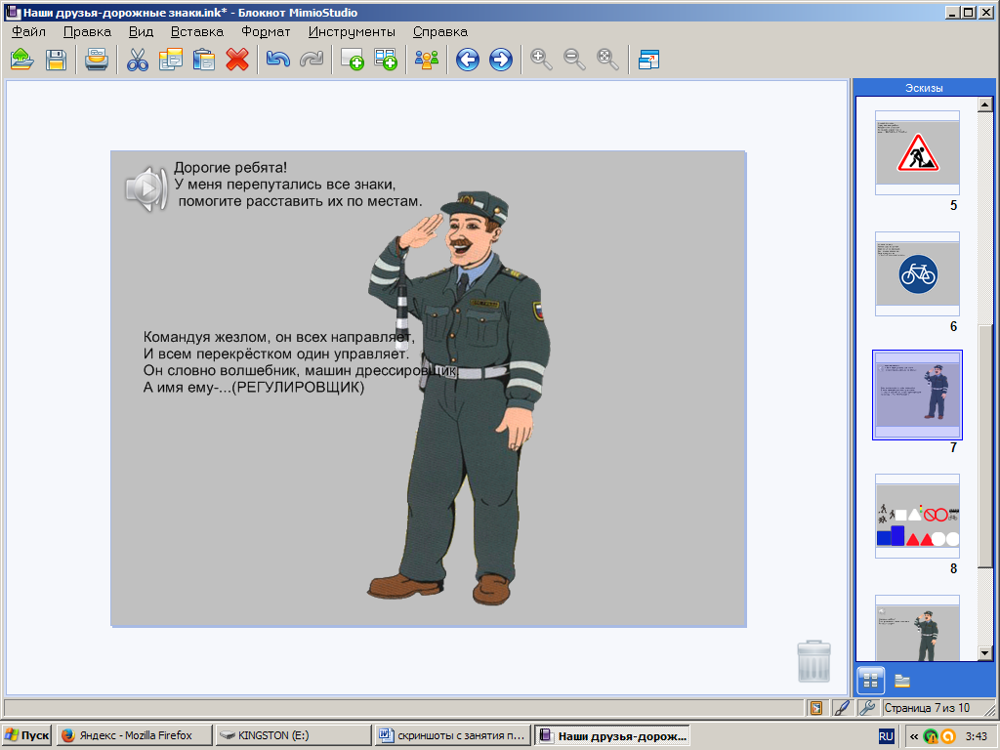 Наши друзья-дорожные знаки.ink* - Блокнот MimioStudio
Файл Правка Вид Вставка Формат Инструменты Справка
Дорогие ребята!
У меня перепутались все знаки,
помогите расставить их по местам.
Командуя жезлом, он всех направляет,
И всем перекрёстком один управляет.
Он словно волшебник, машин дрессировщик.
А имя ему-...(РЕГУЛИРОВЩИК)
Эскизы
5
6
7
8
Страница 7 из 10
Пуск
Яндекс - Mozilla Firefox
KINGSTON (E:)
скриншоты с занятия п...
Наши друзья-дорож...
RU
«
3:43